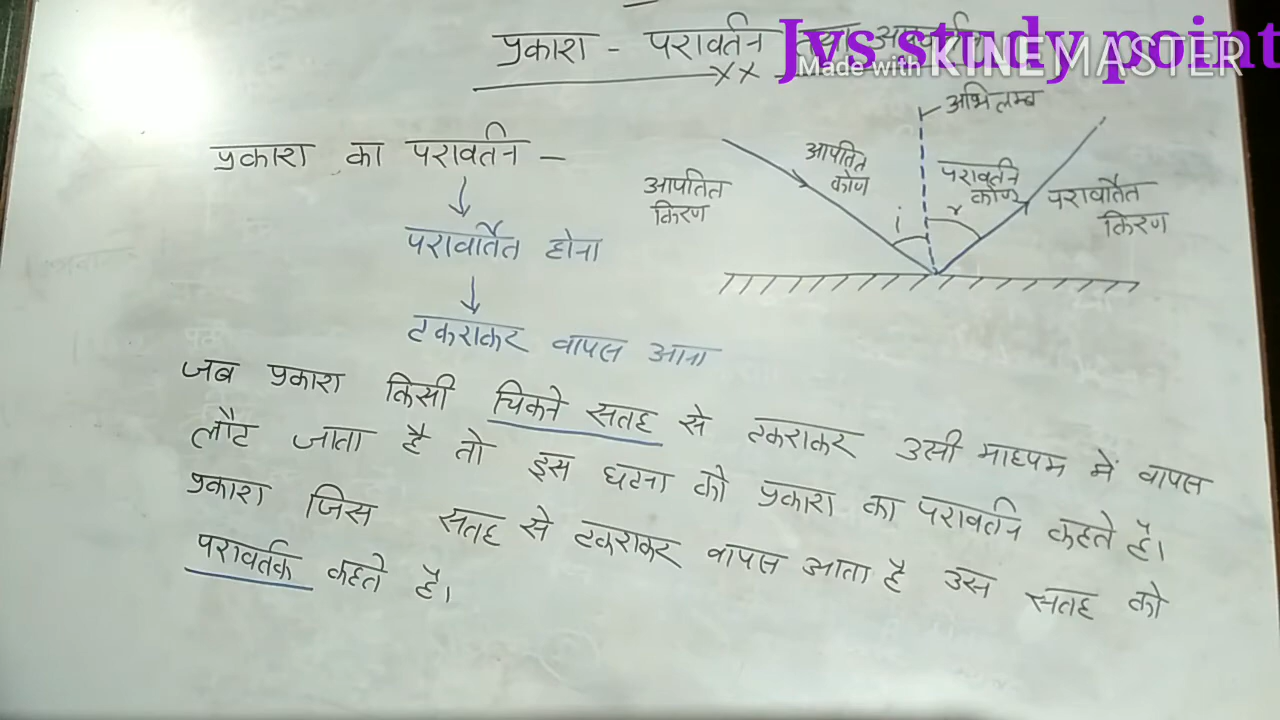 प्रकाश - परावर्तन तथा अपवर्तन
Jvs study point
Made with KINEMASTER
प्रकाश का परावर्तन -
परावर्तित होना
टकराकर वापस आना
अभिलम्ब
आपतित
कोण
परावर्तन
कोण
आपतित
किरण
परावर्तित
किरण
i
r
जब प्रकाश किसी चिकने सतह से टकराकर उसी माध्यम में वापस
लौट जाता है तो इस घटना को प्रकाश का परावर्तन कहते है।
प्रकाश जिस सतह से टकराकर वापस आता है उस सतह को
परावर्तक कहते है।